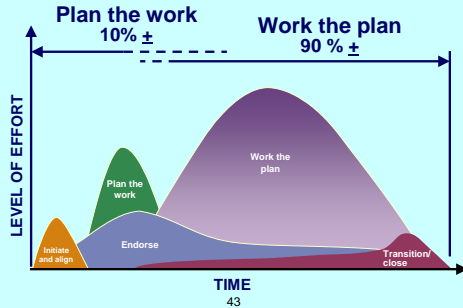 Plan the work
10% ±
Work the plan
90 % ±
LEVEL OF EFFORT
Initiate
and align
Plan the
work
Endorse
Work the
plan
Transition/
close
TIME
43